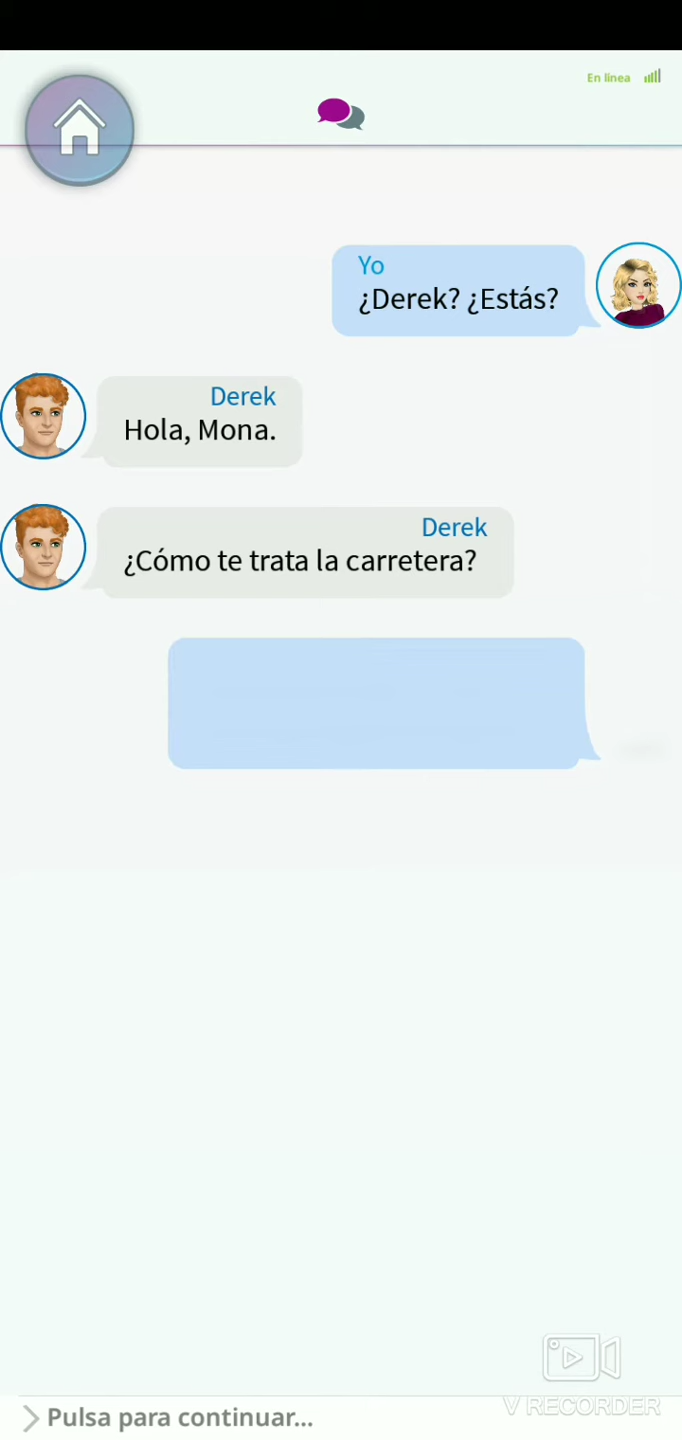 En línea
Yo
¿Derek? ¿Estás?
Derek
Hola, Mona.
Derek
¿Cómo te trata la carretera?
V RECORDER
Pulsa para continuar...